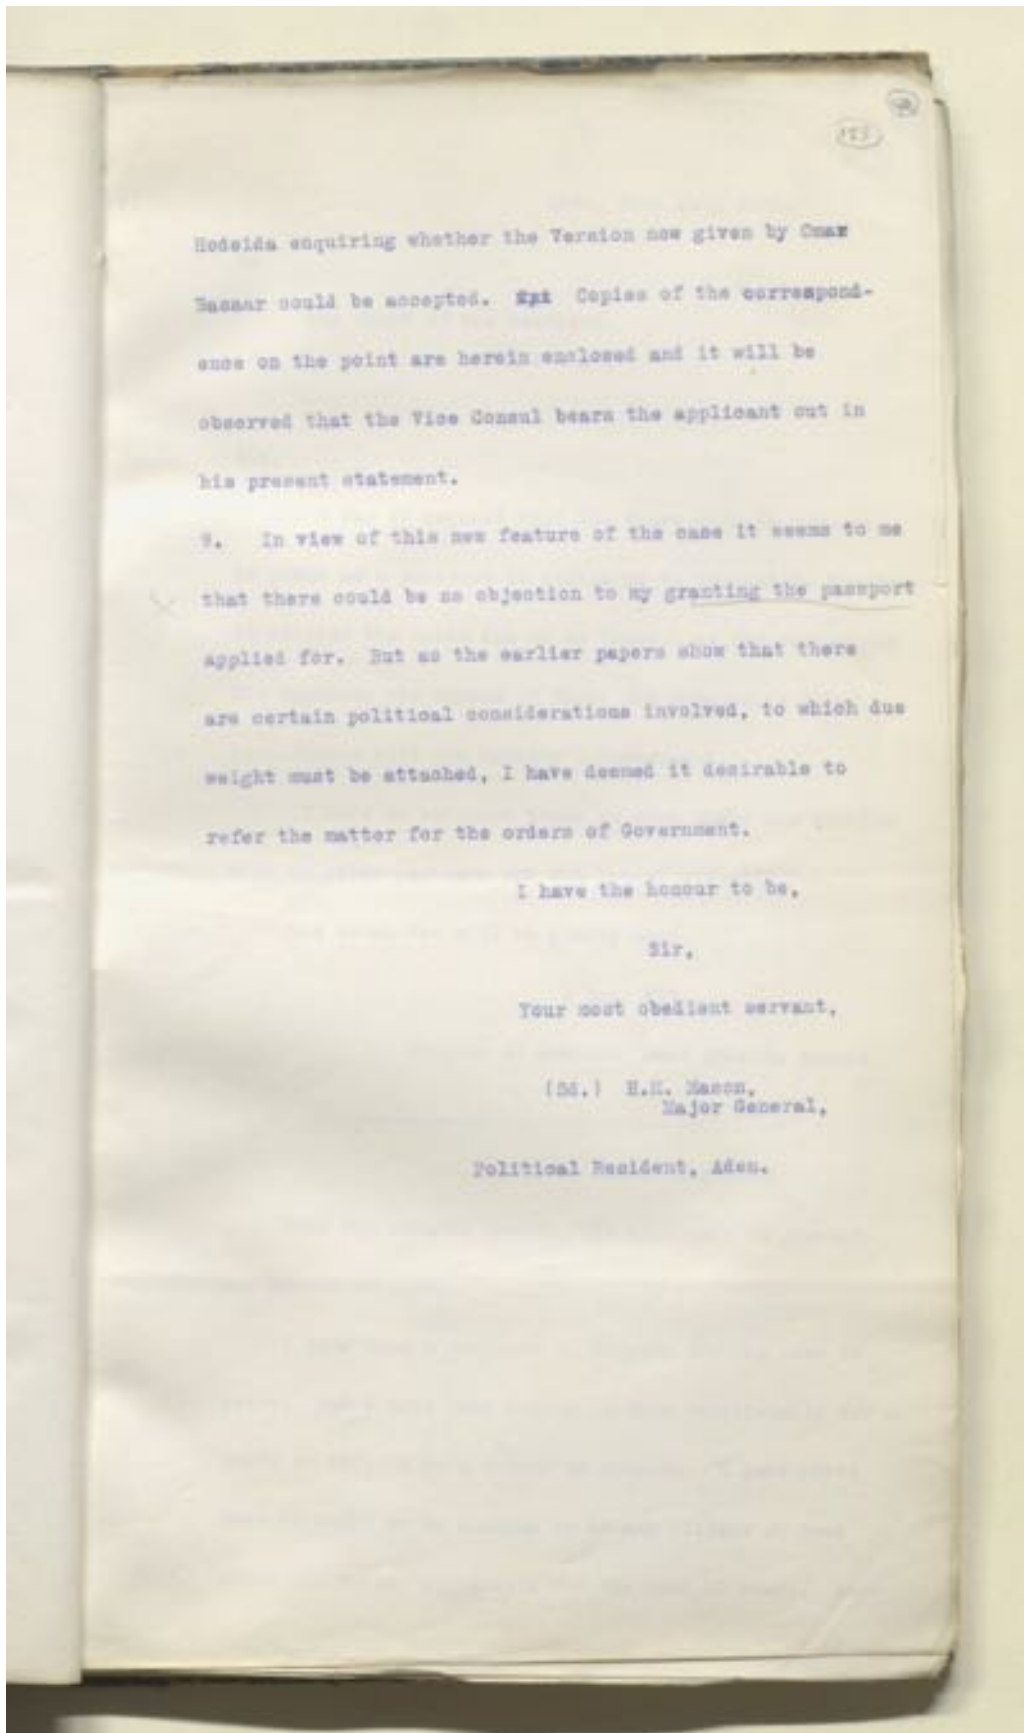 185
Hodeida enquiring whether the Version now given by Omar
Basaar could be accepted. Copies of the correspond-
ence on the point are herein enclosed and it will be
observed that the Vice Consul bears the applicant out in
his present statement.
9. In view of this new feature of the case it seems to me
that there could be no objection to my granting the passport
applied for. But as the earlier papers show that there
are certain political considerations involved, to which due
weight must be attached, I have deemed it desirable to
refer the matter for the orders of Government.
I have the honour to be,
Sir,
Your most obedient servant,
(Sd.) H.M. Mason,
Major General,
Political Resident, Aden.